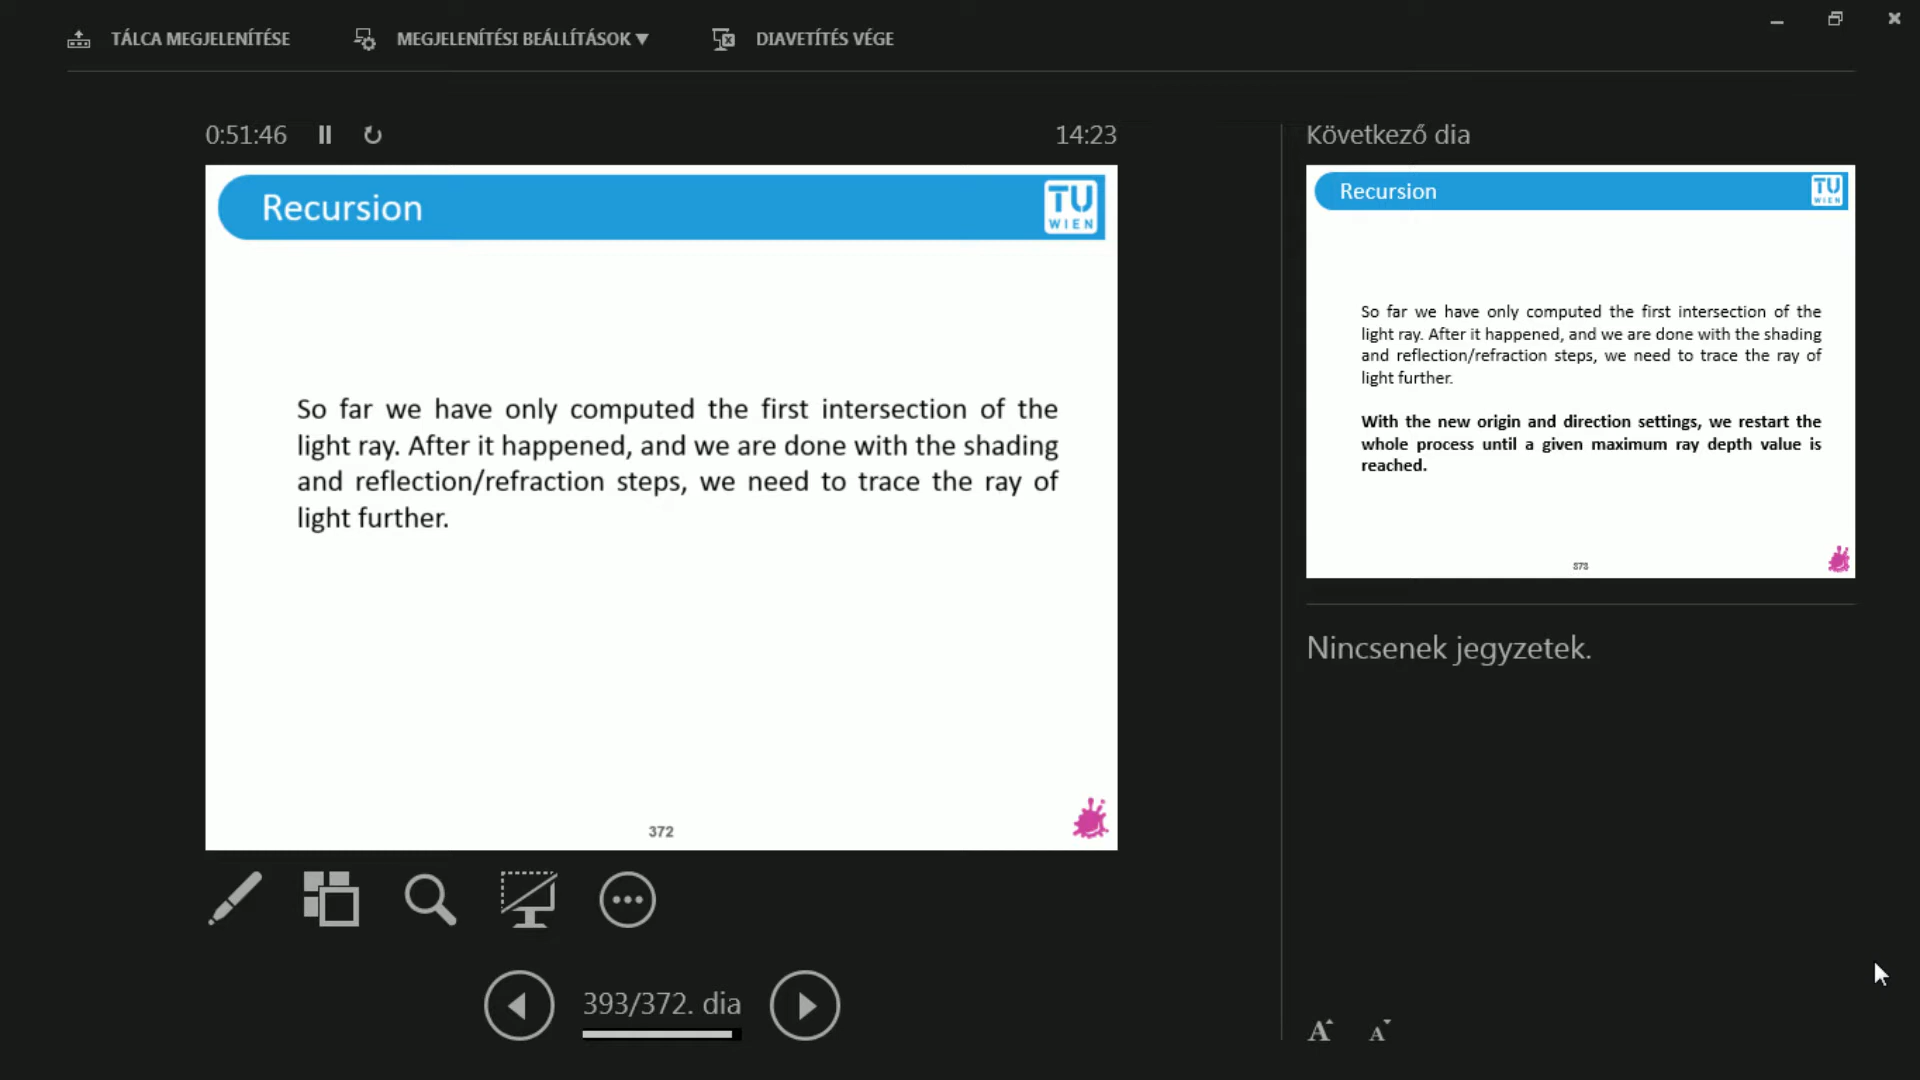 TÁLCA MEGJELENÍTÉSE
MEGJELENÍTÉSI BEÁLLÍTÁSOK
DIAVETÍTÉS VÉGE
0:51:46
14:23
Recursion
TU
WIEN
So far we have only computed the first intersection of the
light ray. After it happened, and we are done with the shading
and reflection/refraction steps, we need to trace the ray of
light further.
372
393/372. dia
Következő dia
Recursion
TU
WIEN
So far we have only computed the first intersection of the
light ray. After it happened, and we are done with the shading
and reflection/refraction steps, we need to trace the ray of
light further.
With the new origin and direction settings, we restart the
whole process until a given maximum ray depth value is
reached.
373
Nincsenek jegyzetek.
A A